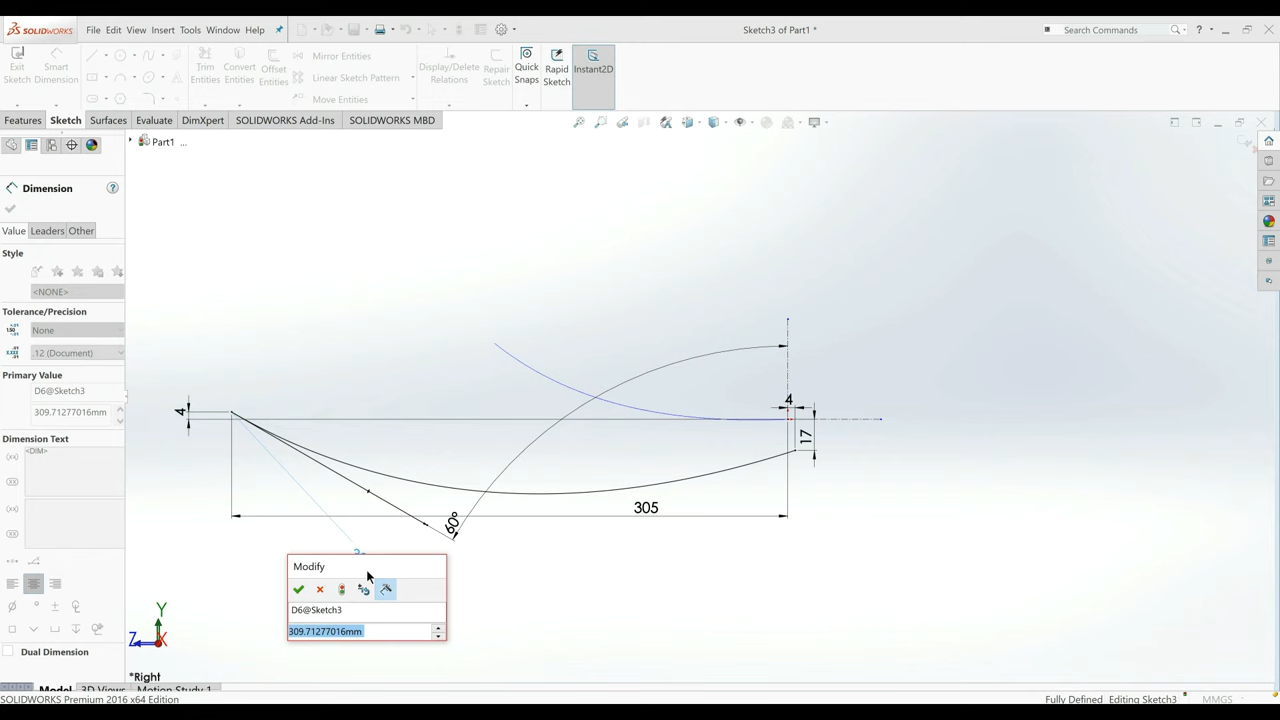 SOLIDWORKS
File Edit View Insert Tools Window Help
Sketch3 of Part1 *
Search Commands
Exit Sketch
Smart Dimension
Trim Entities
Convert Entities
Offset Entities
Mirror Entities
Linear Sketch Pattern
Move Entities
Display/Delete Relations
Repair Sketch
Quick Snaps
Rapid Sketch
Instant2D
Features Sketch Surfaces Evaluate DimXpert SOLIDWORKS Add-Ins SOLIDWORKS MBD
Part1 ...
Dimension
Value Leaders Other
Style
<NONE>
Tolerance/Precision
None
.12 (Document)
Primary Value
D6@Sketch3
309.71277016mm
Dimension Text
<DIM>
Dual Dimension
4
4
17
305
60°
Modify
D6@Sketch3
309.71277016mm
Y
Z
X
*Right
Model 3D Views Motion Study 1
SOLIDWORKS Premium 2016 x64 Edition
Fully Defined Editing Sketch3 MMGS